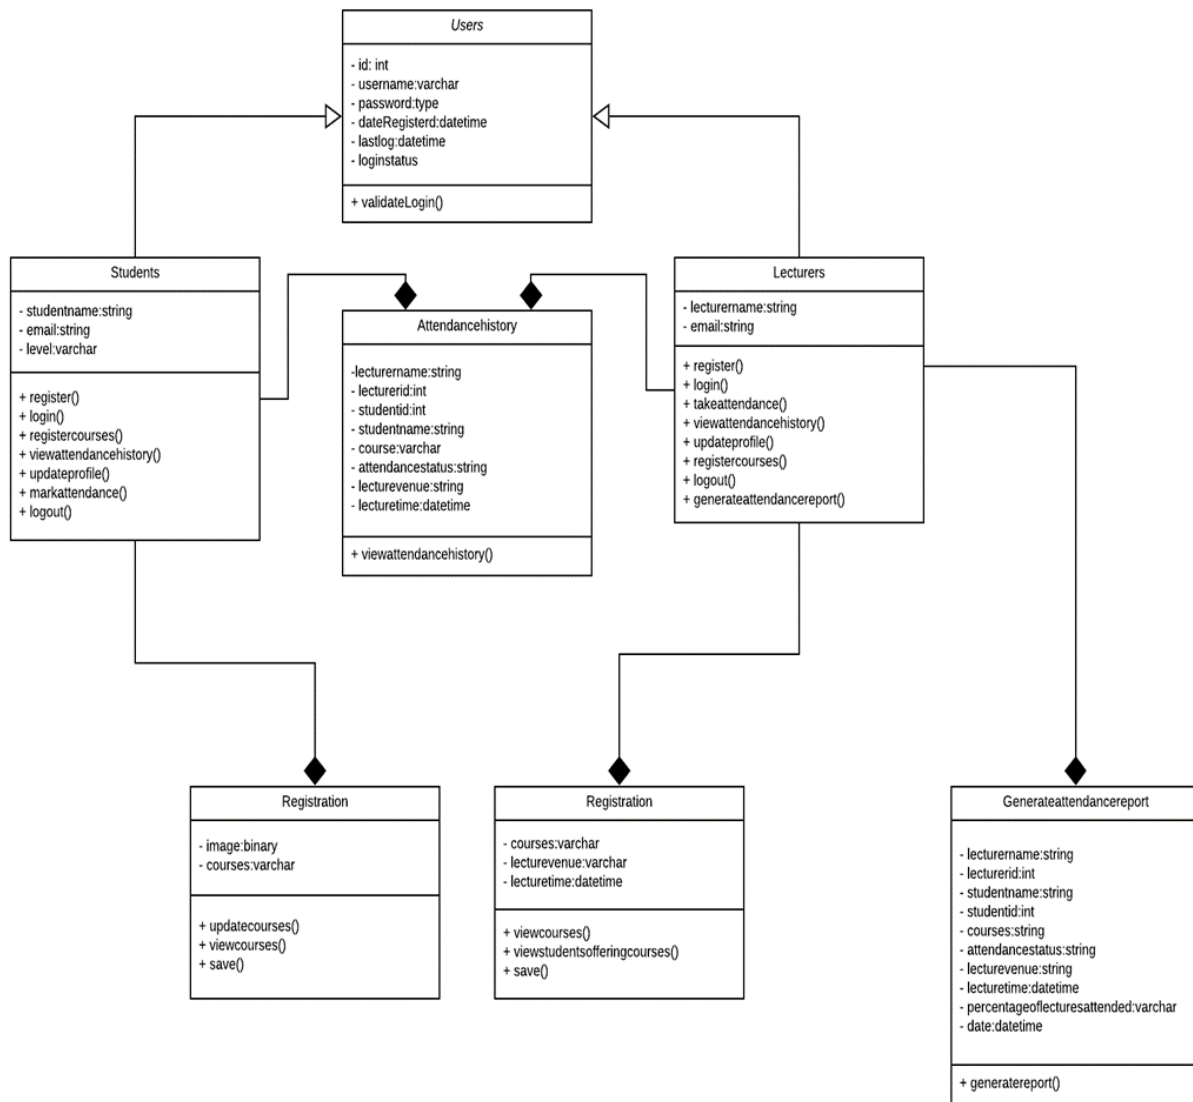 Users
- id: int
- username:varchar
- password:type
- dateRegisterd:datetime
- lastlog:datetime
- loginstatus
+ validateLogin()
Students
- studentname:string
- email:string
- level:varchar
+ register()
+ login()
+ registercourses()
+ viewattendancehistory()
+ updateprofile()
+ markattendance()
+ logout()
Attendancehistory
-lecturername:string
- lecturerid:int
- studentid:int
- studentname:string
- course:varchar
- attendancestatus:string
- lecturevenue:string
- lecturetime:datetime
+ viewattendancehistory()
Lecturers
- lecturername:string
- email:string
+ register()
+ login()
+ takeattendance()
+ viewattendancehistory()
+ updateprofile()
+ registercourses()
+ logout()
+ generateattendancereport()
Registration
- image:binary
- courses:varchar
+ updatecourses()
+ viewcourses()
+ save()
Registration
- courses:varchar
- lecturevenue:varchar
- lecturetime:datetime
+ viewcourses()
+ viewstudentsofferingcourses()
+ save()
Generateattendancereport
- lecturername:string
- lecturerid:int
- studentname:string
- studentid:int
- courses:string
- attendancestatus:string
- lecturevenue:string
- lecturetime:datetime
- percentageoflecturesattended:varchar
- date:datetime
+ generatereport()